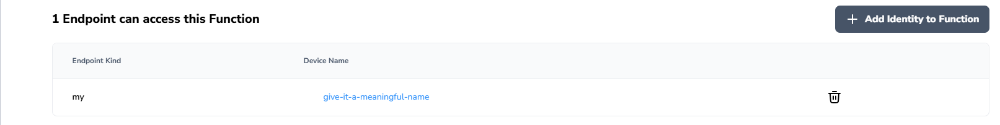 1 Endpoint can access this Function
Add Identity to Function
Endpoint Kind Device Name
my give-it-a-meaningful-name